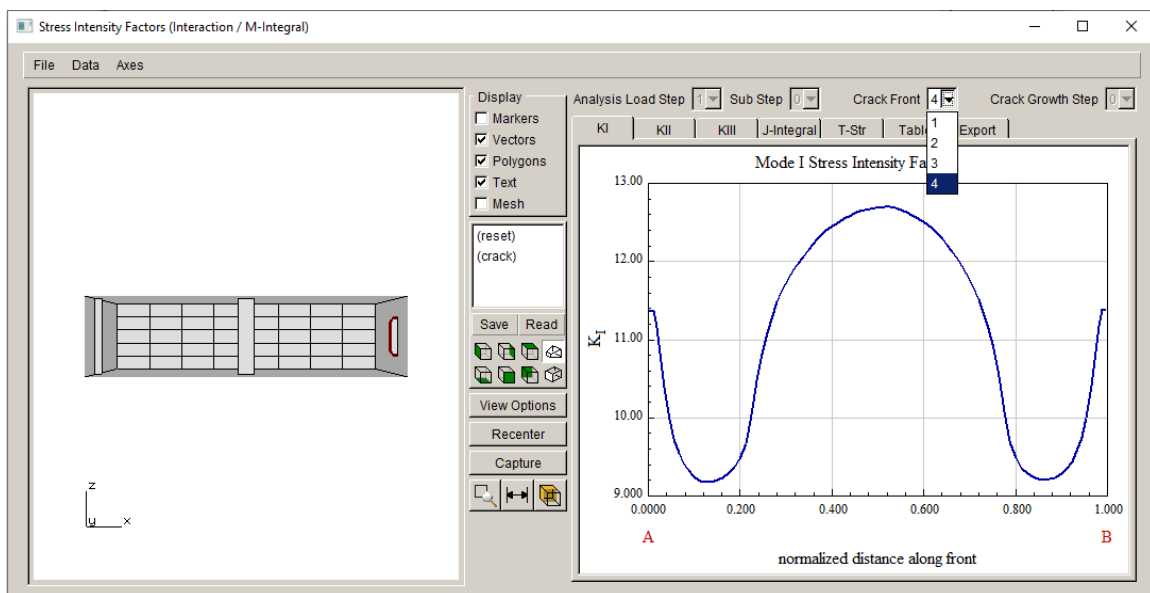 Stress Intensity Factors (Interaction / M-Integral)
File Data Axes
Display
Markers
Vectors
Polygons
Text
Mesh
(reset)
(crack)
Save Read
View Options
Recenter
Capture
z
y x
Analysis Load Step 1 Sub Step 0 Crack Front 4 Crack Growth Step 0
1
2
3
4
KI KII KIII J-Integral T-Str Export
Mode I Stress Intensity
13.00
12.00
11.00
10.00
9.000
KI
0.0000 0.200 0.400 0.600 0.800 1.000
A B
normalized distance along front